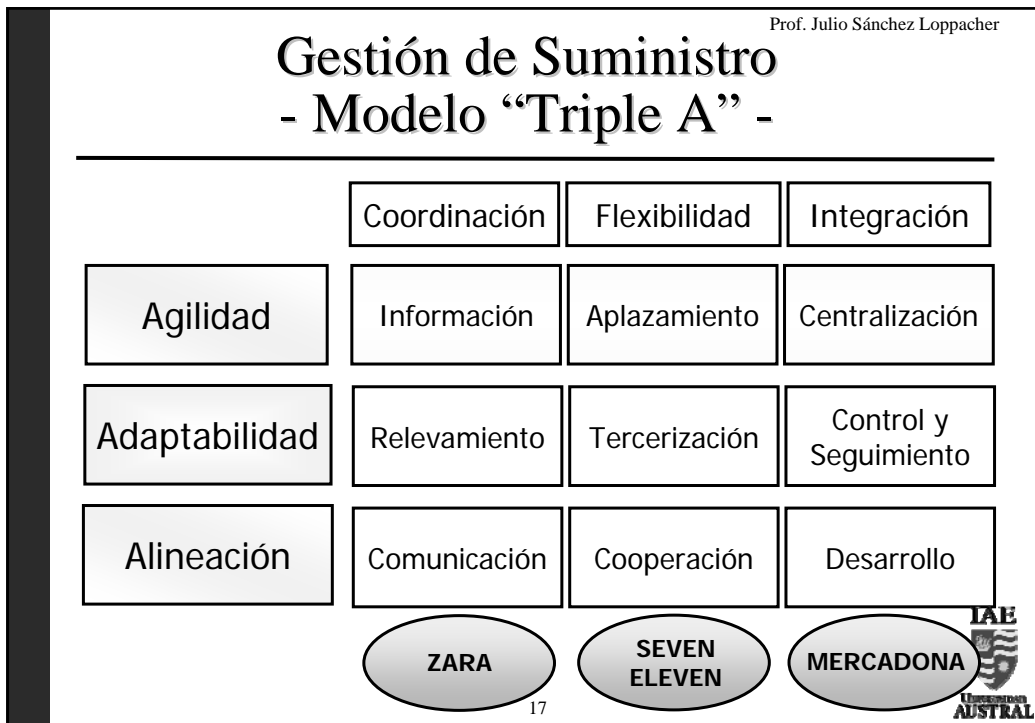 Prof. Julio Sánchez Loppacher
Gestión de Suministro
- Modelo “Triple A” -
Coordinación
Flexibilidad
Integración
Agilidad
Información
Aplazamiento
Centralización
Adaptabilidad
Relevamiento
Tercerización
Control y
Seguimiento
Alineación
Comunicación
Cooperación
Desarrollo
ZARA
SEVEN
ELEVEN
MERCADONA
IAE
UNIVERSIDAD
AUSTRAL
17